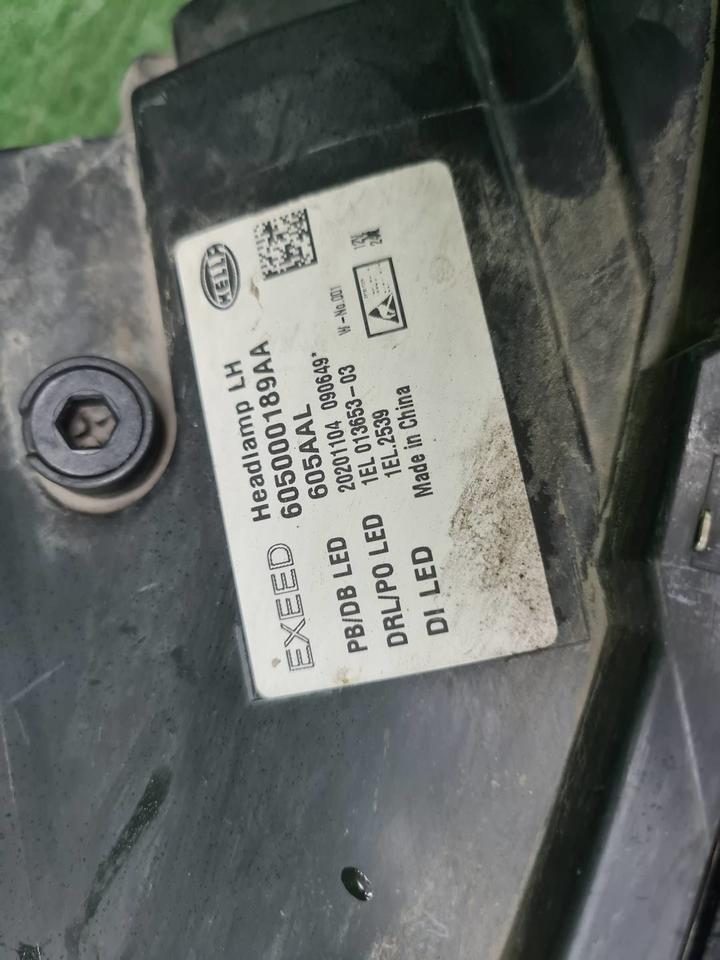 HELLA
EXEED
Headlamp LH
605000189AA
605AAL
PB/DB LED
20201104 090649*
W-No.001
DRL/PO LED
1EL 013653-03
1EL.2539
DI LED
Made in China